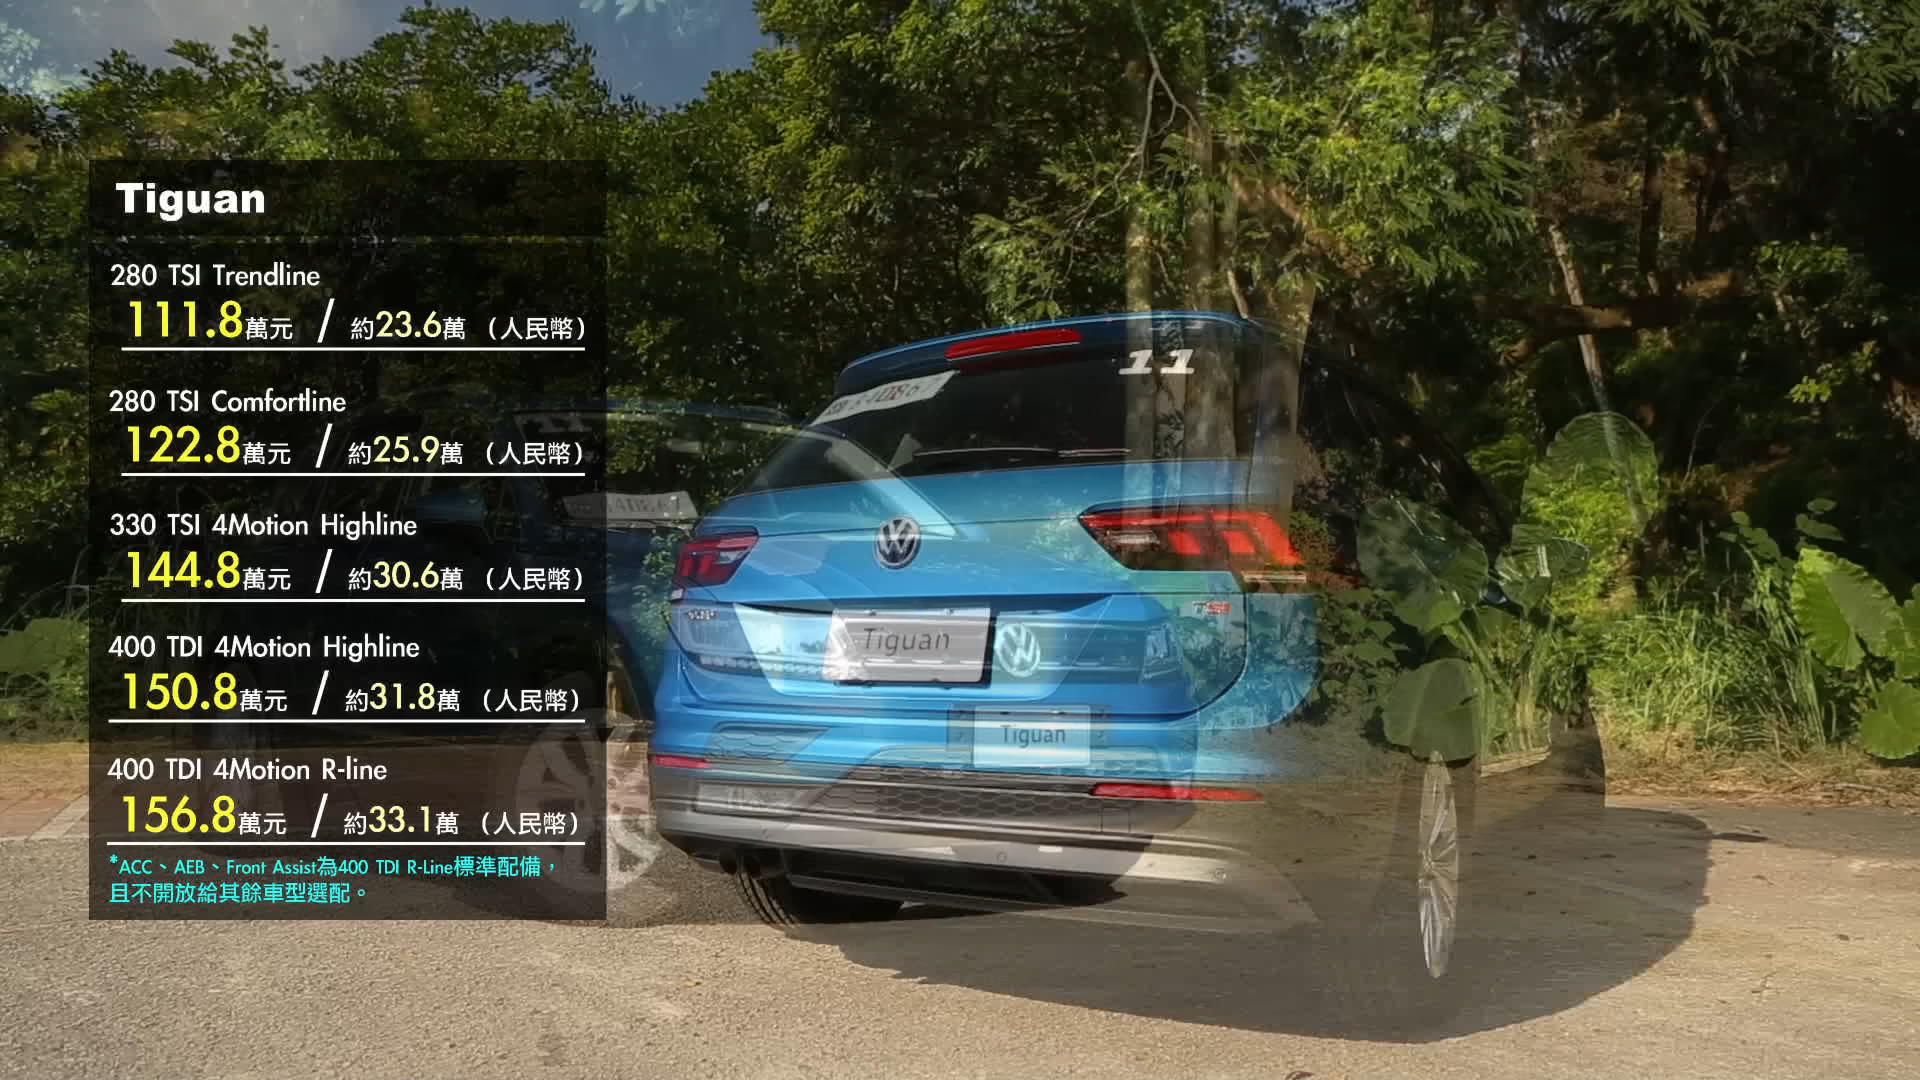 Tiguan
280 TSI Trendline
111.8萬元 / 約23.6萬 （人民幣）
280 TSI Comfortline
122.8萬元 / 約25.9萬 （人民幣）
330 TSI 4Motion Highline
144.8萬元 / 約30.6萬 （人民幣）
400 TDI 4Motion Highline
150.8萬元 / 約31.8萬 （人民幣）
400 TDI 4Motion R-line
156.8萬元 / 約33.1萬 （人民幣）
*ACC、AEB、Front Assist為400 TDI R-Line標準配備，
且不開放給其餘車型選配。
11
TSI
Tiguan
Tiguan